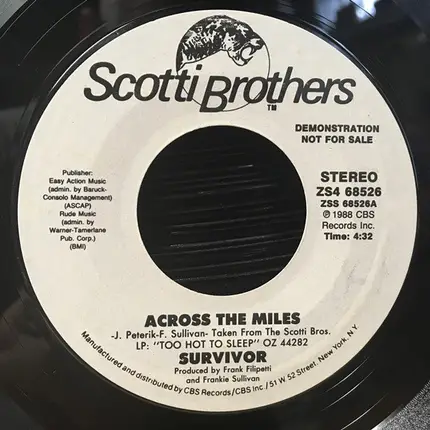 Scotti Brothers™
DEMONSTRATION
NOT FOR SALE
Publisher:
Easy Action Music
(admin. by Baruck-
Consolo Management)
(ASCAP)
Rude Music
(admin. by
Warner-Tamerlane
Pub. Corp.)
(BMI)
STEREO
ZS4 68526
ZSS 68526A
℗ 1988 CBS
Records Inc.
Time: 4:32
ACROSS THE MILES
-J. Peterik-F. Sullivan- Taken From The Scotti Bros.
LP: "TOO HOT TO SLEEP" OZ 44282
SURVIVOR
Produced by Frank Filipetti
and Frankie Sullivan
Manufactured and distributed by CBS Records/CBS Inc./51 W 52 Street, New York, N.Y.